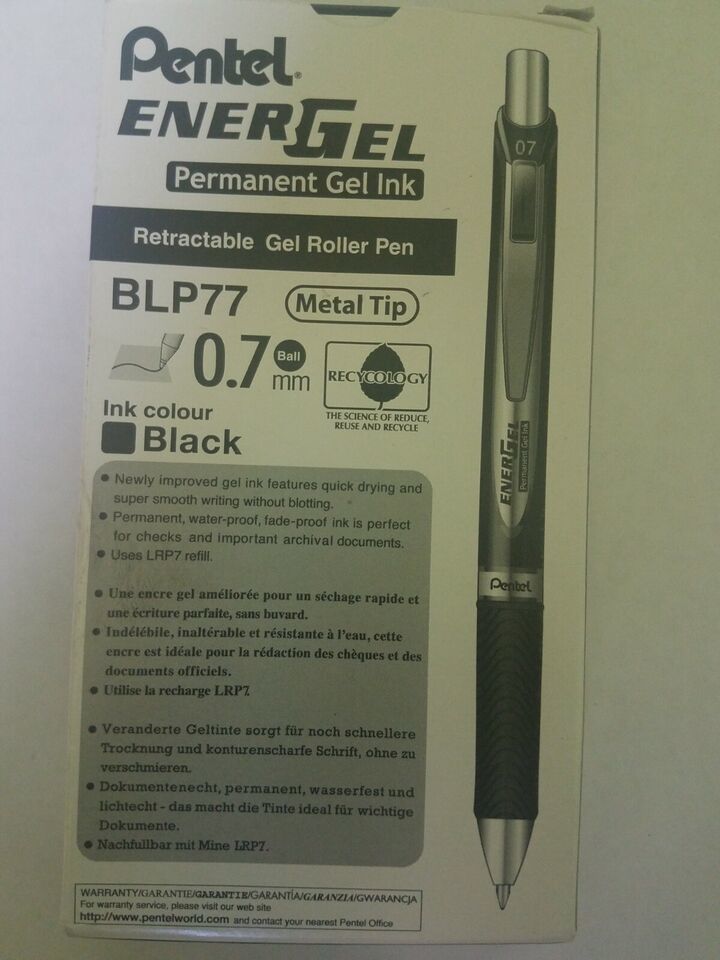 Pentel®
ENERGEL
Permanent Gel Ink
Retractable Gel Roller Pen
BLP77
Metal Tip
0.7 Ball mm
RECYCOLOGY
THE SCIENCE OF REDUCE,
REUSE AND RECYCLE
Ink colour
Black
• Newly improved gel ink features quick drying and
super smooth writing without blotting.
• Permanent, water-proof, fade-proof ink is perfect
for checks and important archival documents.
• Uses LRP7 refill.
• Une encre gel améliorée pour un séchage rapide et
une écriture parfaite, sans buvard.
• Indélébile, inaltérable et résistante à l'eau, cette
encre est idéale pour la rédaction des chèques et des
documents officiels.
• Utilise la recharge LRP7.
• Veranderte Geltinte sorgt für noch schnellere
Trocknung und konturenscharfe Schrift, ohne zu
verschmieren.
• Dokumentenecht, permanent, wasserfest und
lichtecht - das macht die Tinte ideal für wichtige
Dokumente.
• Nachfullbar mit Mine LRP7.
WARRANTY/GARANTIE/GARANTIE/GARANTÍA/GARANZIA/GWARANCJA
For warranty service, please visit our web site
http://www.pentelworld.com and contact your nearest Pentel Office
07
ENERGEL
Permanent Gel Ink
Pentel